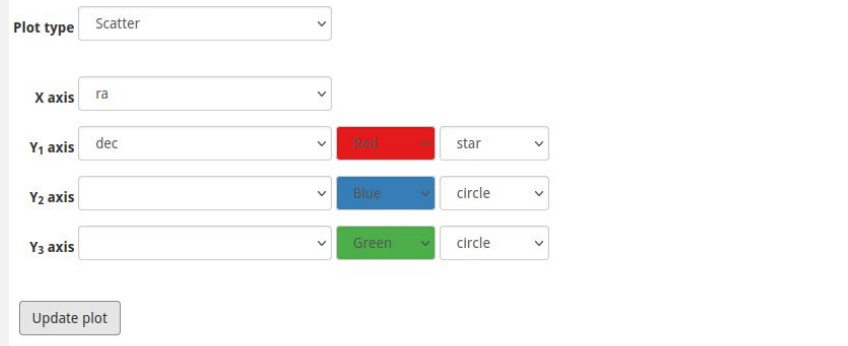 Plot type Scatter
X axis ra
Y₁ axis dec Red star
Y₂ axis Blue circle
Y₃ axis Green circle
Update plot